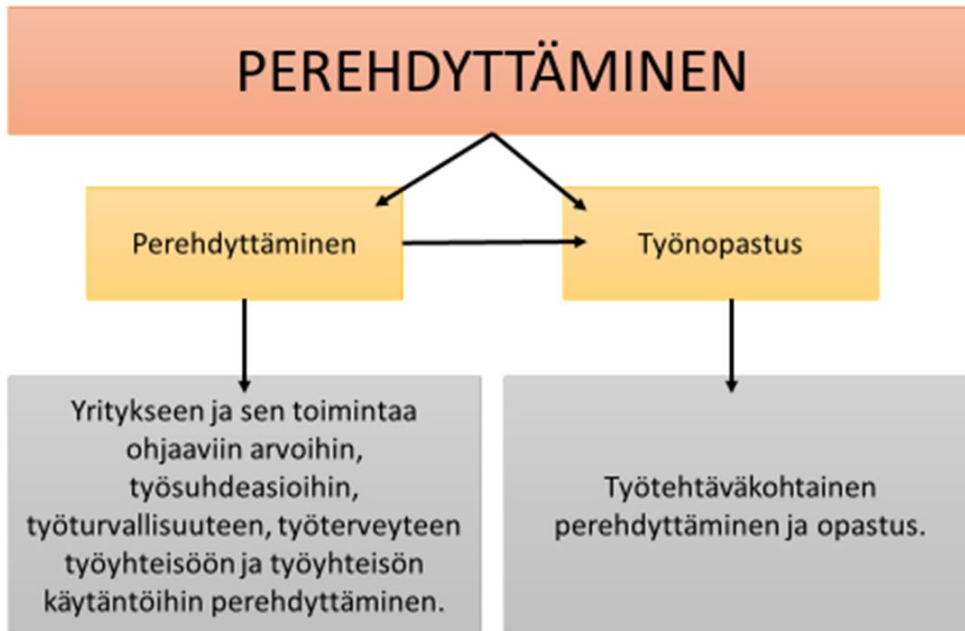 PEREHDYTTÄMINEN
Perehdyttäminen
Työnopastus
Yritykseen ja sen toimintaa
ohjaaviin arvoihin,
työsuhdeasioihin,
työturvallisuuteen, työterveyteen
työyhteisöön ja työyhteisön
käytäntöihin perehdyttäminen.
Työtehtäväkohtainen
perehdyttäminen ja opastus.